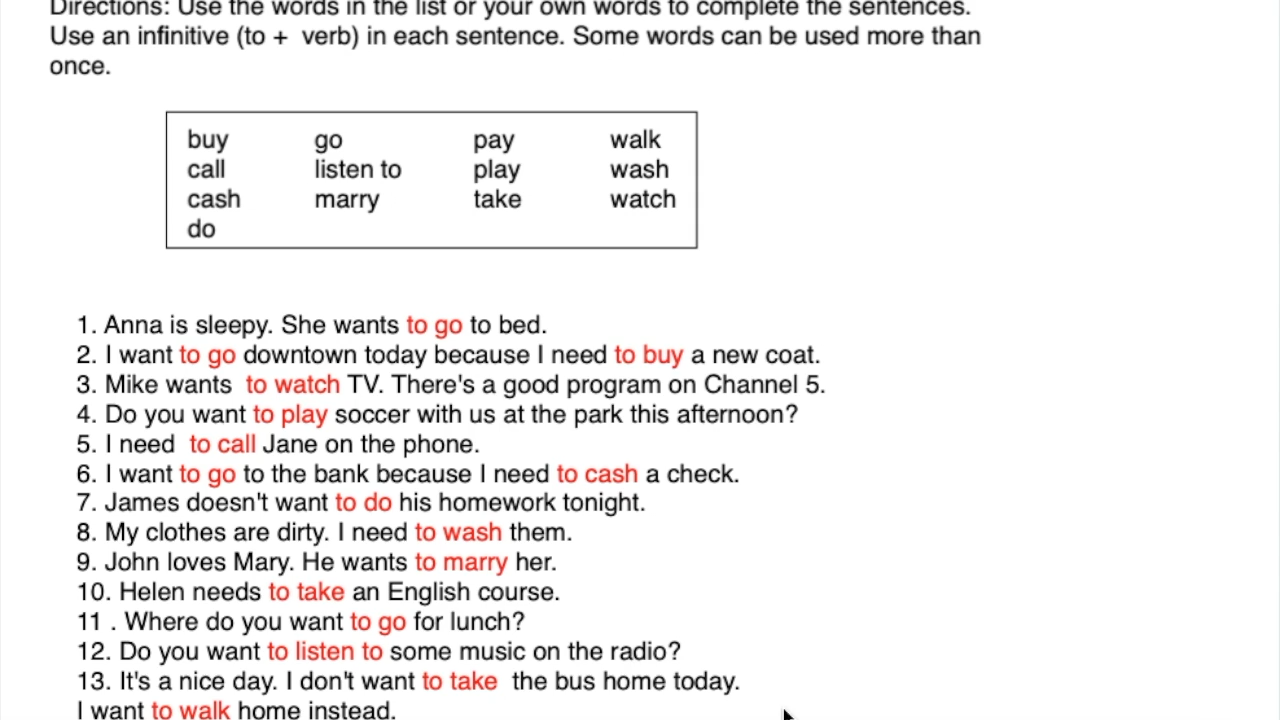 Directions: Use the words in the list or your own words to complete the sentences.
Use an infinitive (to + verb) in each sentence. Some words can be used more than
once.
buy go pay walk
call listen to play wash
cash marry take watch
do
1. Anna is sleepy. She wants to go to bed.
2. I want to go downtown today because I need to buy a new coat.
3. Mike wants to watch TV. There's a good program on Channel 5.
4. Do you want to play soccer with us at the park this afternoon?
5. I need to call Jane on the phone.
6. I want to go to the bank because I need to cash a check.
7. James doesn't want to do his homework tonight.
8. My clothes are dirty. I need to wash them.
9. John loves Mary. He wants to marry her.
10. Helen needs to take an English course.
11 . Where do you want to go for lunch?
12. Do you want to listen to some music on the radio?
13. It's a nice day. I don't want to take the bus home today.
I want to walk home instead.